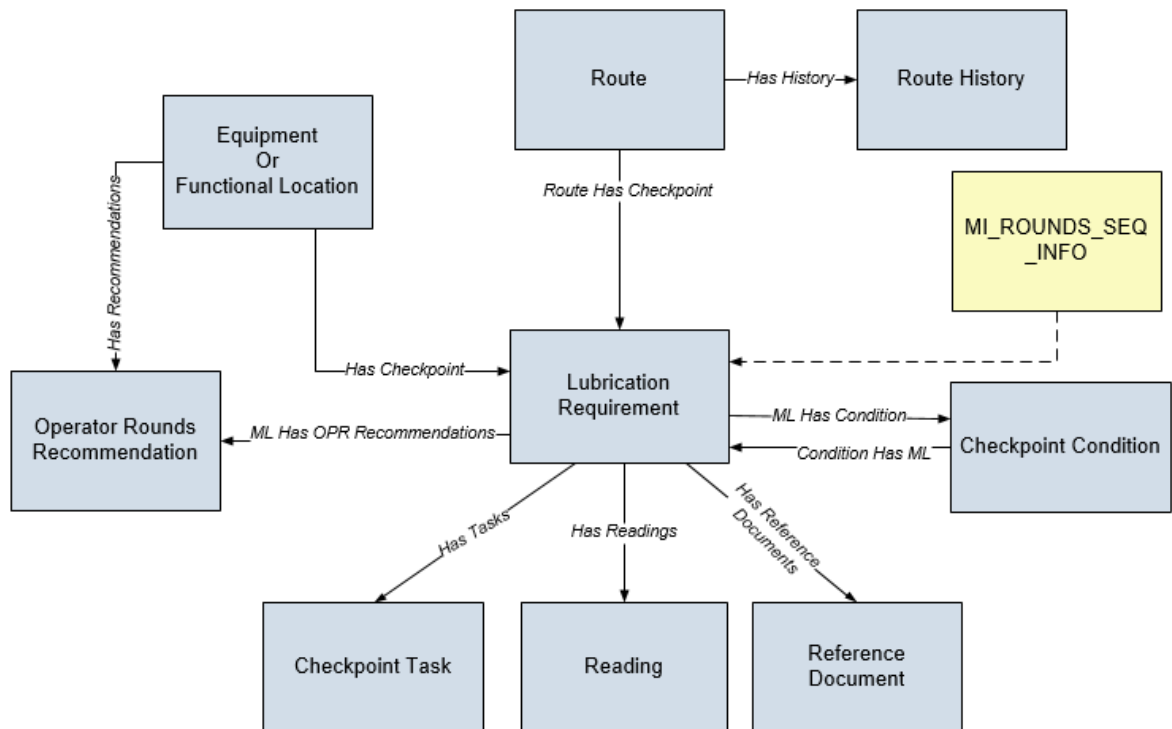 Route
Has History
Route History
Equipment
Or
Functional Location
Has Recommendations
Route Has Checkpoint
MI_ROUNDS_SEQ
_INFO
Has Checkpoint
Lubrication
Requirement
Operator Rounds
Recommendation
ML Has OPR Recommendations
ML Has Condition
Condition Has ML
Checkpoint Condition
Has Tasks
Has Readings
Has Reference
Documents
Checkpoint Task
Reading
Reference
Document